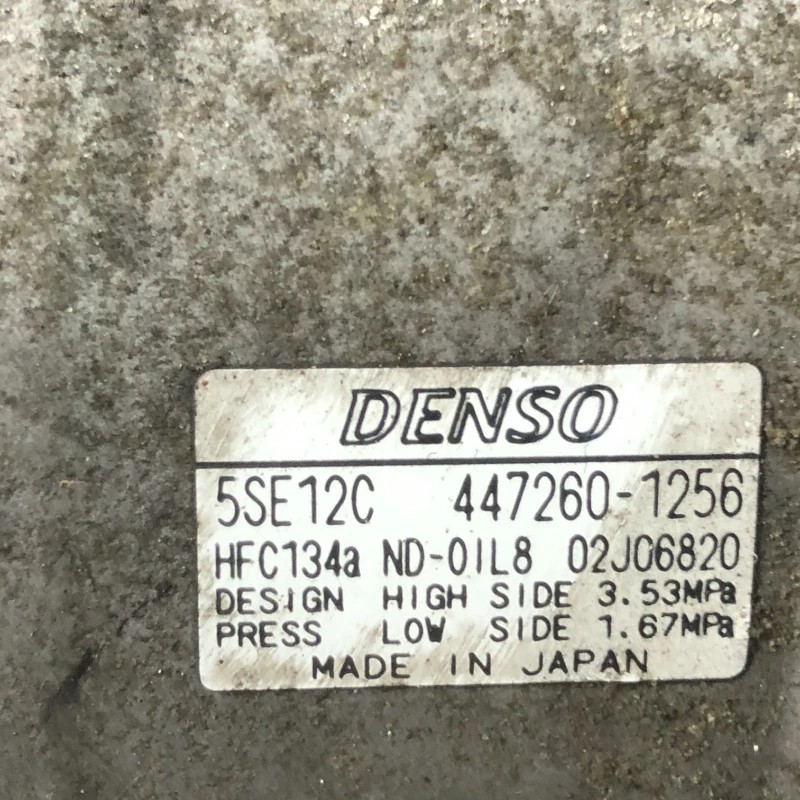 DENSO
5SE12C 447260-1256
HFC134a ND-OIL8 02J06820
DESIGN HIGH SIDE 3.53MPa
PRESS LOW SIDE 1.67MPa
MADE IN JAPAN